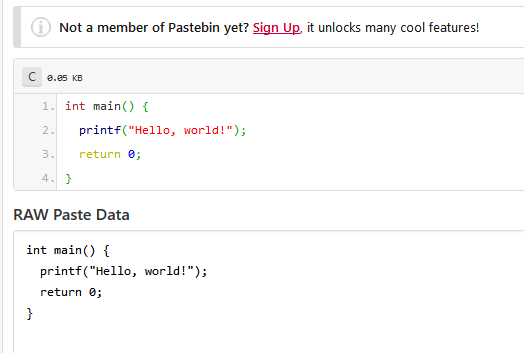 Not a member of Pastebin yet? Sign Up, it unlocks many cool features!
C 0.05 KB
1. int main() {
2.   printf("Hello, world!");
3.   return 0;
4. }
RAW Paste Data
int main() {
  printf("Hello, world!");
  return 0;
}